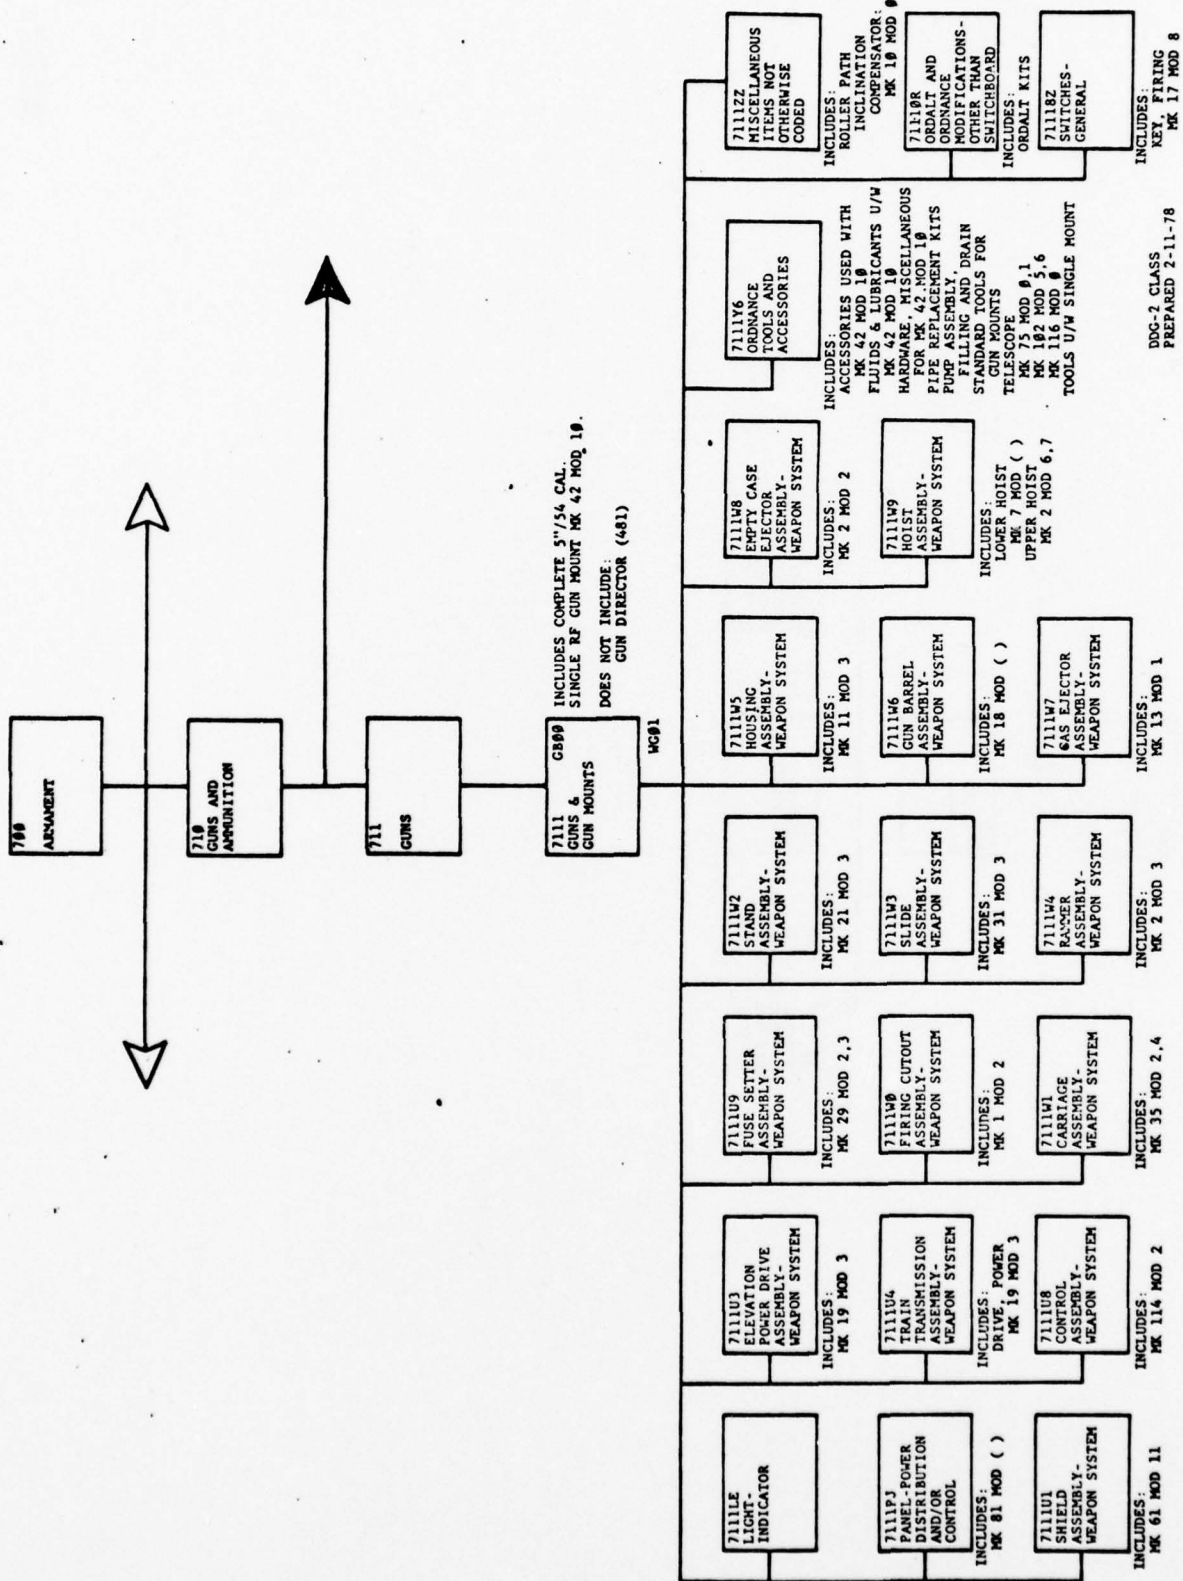 700
ARMAMENT
710
GUNS AND
AMMUNITION
711
GUNS
7111 GB00
GUNS &
GUN MOUNTS
WG01
INCLUDES COMPLETE 5"/54 CAL.
SINGLE RF GUN MOUNT MK 42 MOD 10.
DOES NOT INCLUDE:
GUN DIRECTOR (481)
7111LE
LIGHT-
INDICATOR
7111PJ
PANEL-POWER
DISTRIBUTION
AND/OR
CONTROL
INCLUDES:
MK 81 MOD ( )
7111U1
SHIELD
ASSEMBLY-
WEAPON SYSTEM
INCLUDES:
MK 61 MOD 11
7111U3
ELEVATION
POWER DRIVE
ASSEMBLY-
WEAPON SYSTEM
INCLUDES:
MK 19 MOD 3
7111U4
TRAIN
TRANSMISSION
ASSEMBLY-
WEAPON SYSTEM
INCLUDES:
DRIVE, POWER
MK 19 MOD 3
7111U8
CONTROL
ASSEMBLY-
WEAPON SYSTEM
INCLUDES:
MK 114 MOD 2
7111U9
FUSE SETTER
ASSEMBLY-
WEAPON SYSTEM
INCLUDES:
MK 29 MOD 2,3
7111W0
FIRING CUTOUT
ASSEMBLY-
WEAPON SYSTEM
INCLUDES:
MK 1 MOD 2
7111W1
CARRIAGE
ASSEMBLY-
WEAPON SYSTEM
INCLUDES:
MK 35 MOD 2,4
7111W2
STAND
ASSEMBLY-
WEAPON SYSTEM
INCLUDES:
MK 21 MOD 3
7111W3
SLIDE
ASSEMBLY-
WEAPON SYSTEM
INCLUDES:
MK 31 MOD 3
7111W4
RAMMER
ASSEMBLY-
WEAPON SYSTEM
INCLUDES:
MK 2 MOD 3
7111W5
HOUSING
ASSEMBLY-
WEAPON SYSTEM
INCLUDES:
MK 11 MOD 3
7111W6
GUN BARREL
ASSEMBLY-
WEAPON SYSTEM
INCLUDES:
MK 18 MOD ( )
7111W7
GAS EJECTOR
ASSEMBLY-
WEAPON SYSTEM
INCLUDES:
MK 13 MOD 1
7111W8
EMPTY CASE
EJECTOR
ASSEMBLY-
WEAPON SYSTEM
INCLUDES:
MK 2 MOD 2
7111W9
HOIST
ASSEMBLY-
WEAPON SYSTEM
INCLUDES:
LOWER HOIST
MK 7 MOD ( )
UPPER HOIST
MK 2 MOD 6,7
7111Y6
ORDNANCE
TOOLS AND
ACCESSORIES
INCLUDES:
ACCESSORIES USED WITH
MK 42 MOD 10
FLUIDS & LUBRICANTS U/W
MK 42 MOD 10
HARDWARE, MISCELLANEOUS
FOR MK 42 MOD 10
PIPE REPLACEMENT KITS
PUMP ASSEMBLY,
FILLING AND DRAIN
STANDARD TOOLS FOR
GUN MOUNTS
TELESCOPE
MK 75 MOD 0,1
MK 102 MOD 5,6
MK 116 MOD 0
TOOLS U/W SINGLE MOUNT
7111ZZ
MISCELLANEOUS
ITEMS NOT
OTHERWISE
CODED
INCLUDES:
ROLLER PATH
INCLINATION
COMPENSATOR:
MK 10 MOD 0
71110R
ORDALT AND
ORDNANCE
MODIFICATIONS-
OTHER THAN
SWITCHBOARD
INCLUDES:
ORDALT KITS
71118Z
SWITCHES-
GENERAL
INCLUDES:
KEY, FIRING
MK 17 MOD 8
DDG-2 CLASS
PREPARED 2-11-78